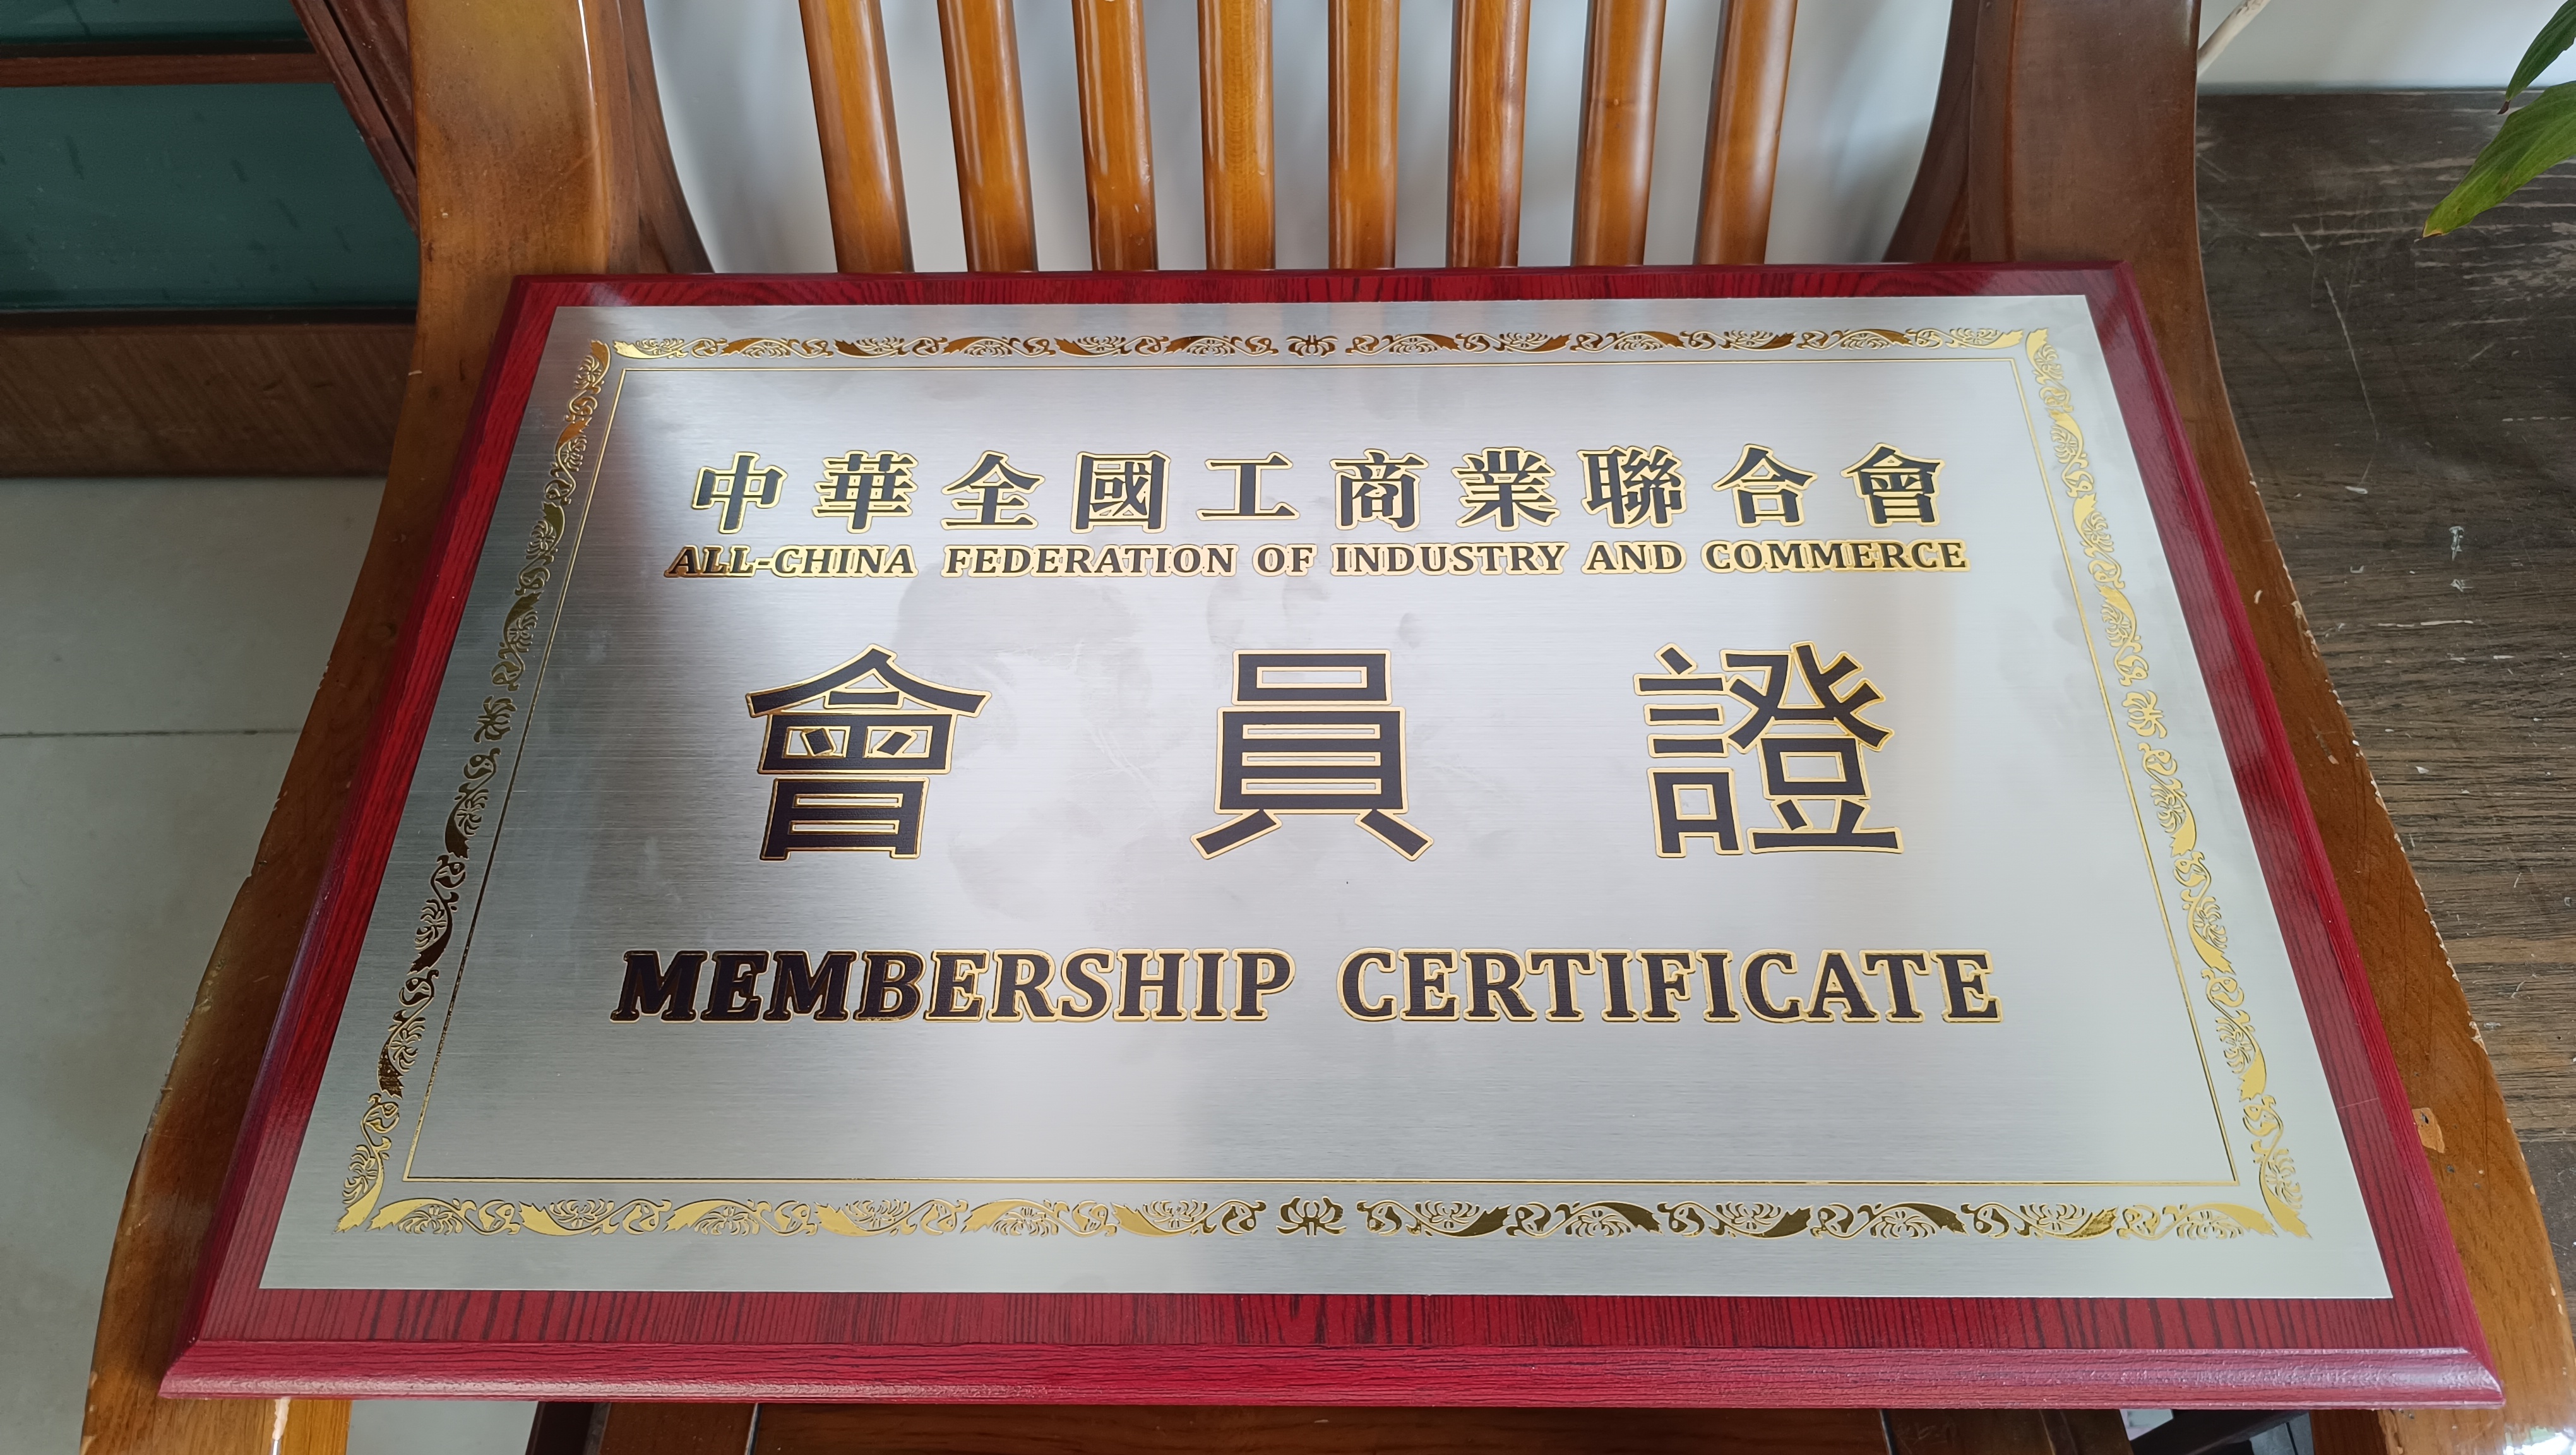 中華全國工商業聯合會
ALL-CHINA FEDERATION OF INDUSTRY AND COMMERCE
會員證
MEMBERSHIP CERTIFICATE